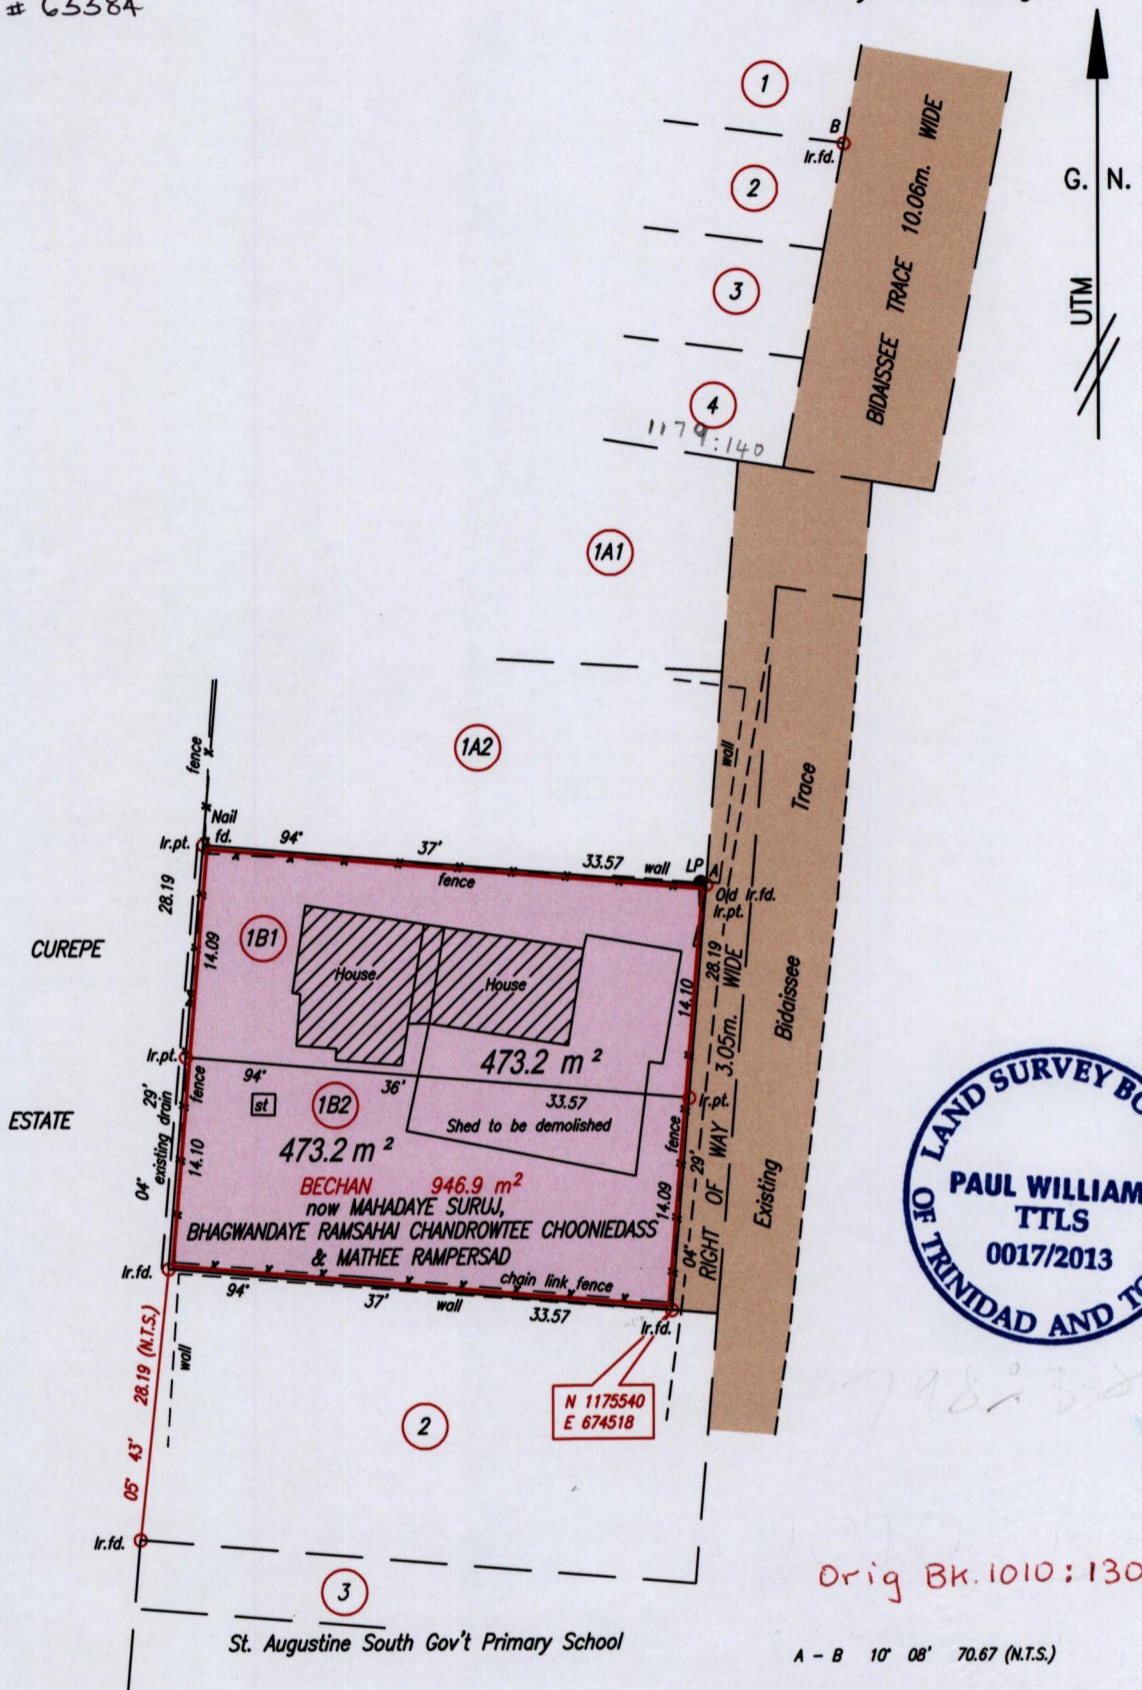 # 65584
1
B
Ir.fd.
2
3
4
1179:140
BIDAISSEE TRACE 10.06m. WIDE
G. N.
UTM
1A1
1A2
fence
Nail
fd.
Ir.pt.
94° 37' 33.57
wall
fence
LP
A
Old Ir.fd.
Ir.pt.
wall
Trace
Bidaissee
Existing
28.19
14.09
CUREPE
1B1
House
House
473.2 m²
14.10
28.19
RIGHT OF WAY 3.05m. WIDE
Ir.pt.
94° 36' 33.57
Ir.pt.
ESTATE
29'
existing drain
fence
04°
14.10
st
1B2
Shed to be demolished
473.2 m²
fence
29'
14.09
04°
BECHAN 946.9 m²
now MAHADAYE SURUJ,
BHAGWANDAYE RAMSAHAI CHANDROWTEE CHOONIEDASS
& MATHEE RAMPERSAD
Ir.fd.
chain link fence
94° 37' 33.57
wall
Ir.fd.
wall
28.19 (N.T.S.)
05° 43'
N 1175540
E 674518
2
Ir.fd.
3
St. Augustine South Gov't Primary School
LAND SURVEY BO
PAUL WILLIAM
TTLS
0017/2013
OF TRINIDAD AND TO
Orig BK.1010:130
A - B 10° 08' 70.67 (N.T.S.)